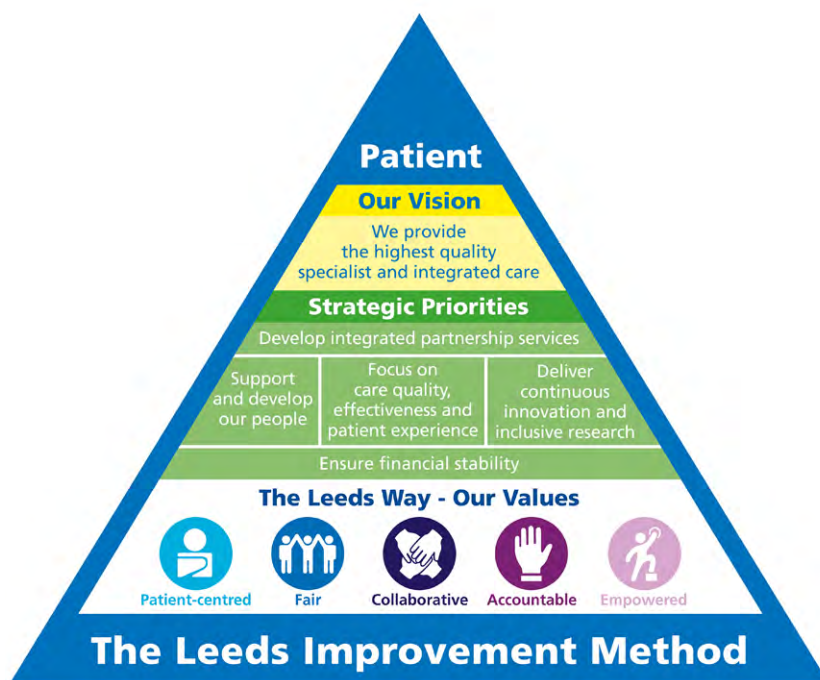 Patient
Our Vision
We provide
the highest quality
specialist and integrated care
Strategic Priorities
Develop integrated partnership services
Support
and develop
our people
Focus on
care quality,
effectiveness and
patient experience
Deliver
continuous
innovation and
inclusive research
Ensure financial stability
The Leeds Way - Our Values
Patient-centred
Fair
Collaborative
Accountable
Empowered
The Leeds Improvement Method